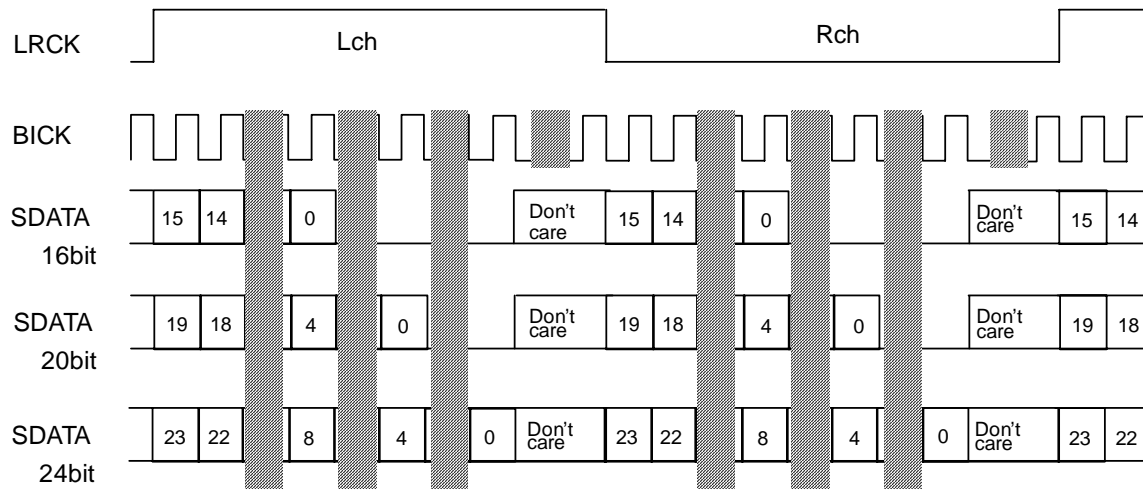 LRCK Lch Rch
BICK
SDATA 15 14 0 Don't care 15 14 0 Don't care 15 14
16bit
SDATA 19 18 4 0 Don't care 19 18 4 0 Don't care 19 18
20bit
SDATA 23 22 8 4 0 Don't care 23 22 8 4 0 Don't care 23 22
24bit